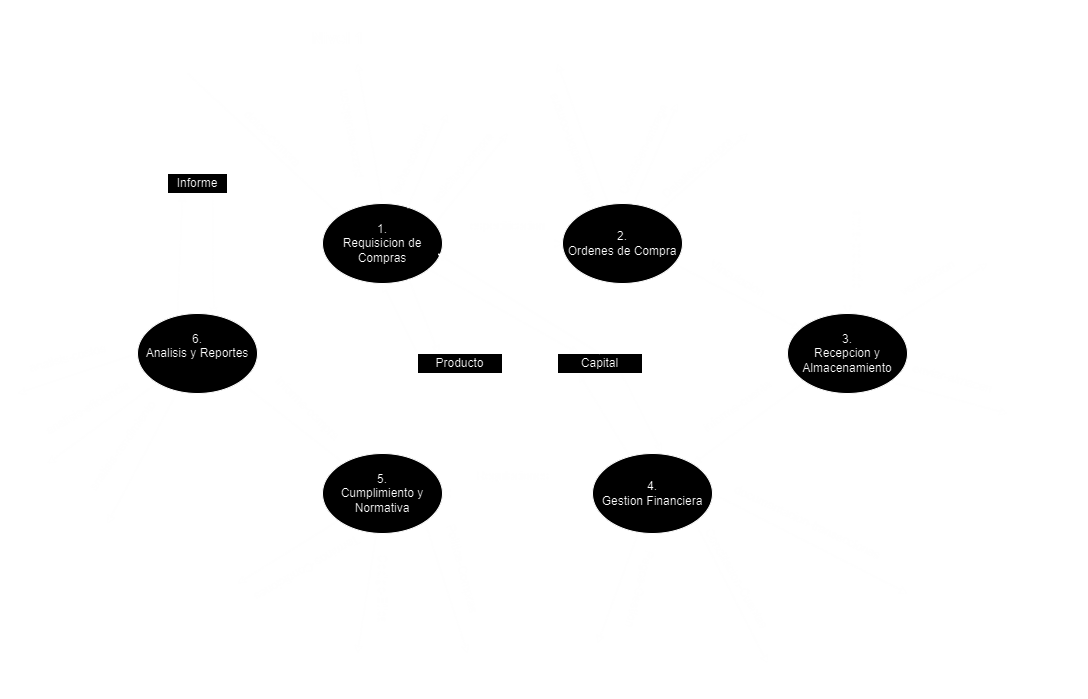 Informe
1.
Requisicion de
Compras
2.
Ordenes de Compra
6.
Analisis y Reportes
3.
Recepcion y
Almacenamiento
Producto
Capital
5.
Cumplimiento y
Normativa
4.
Gestion Financiera